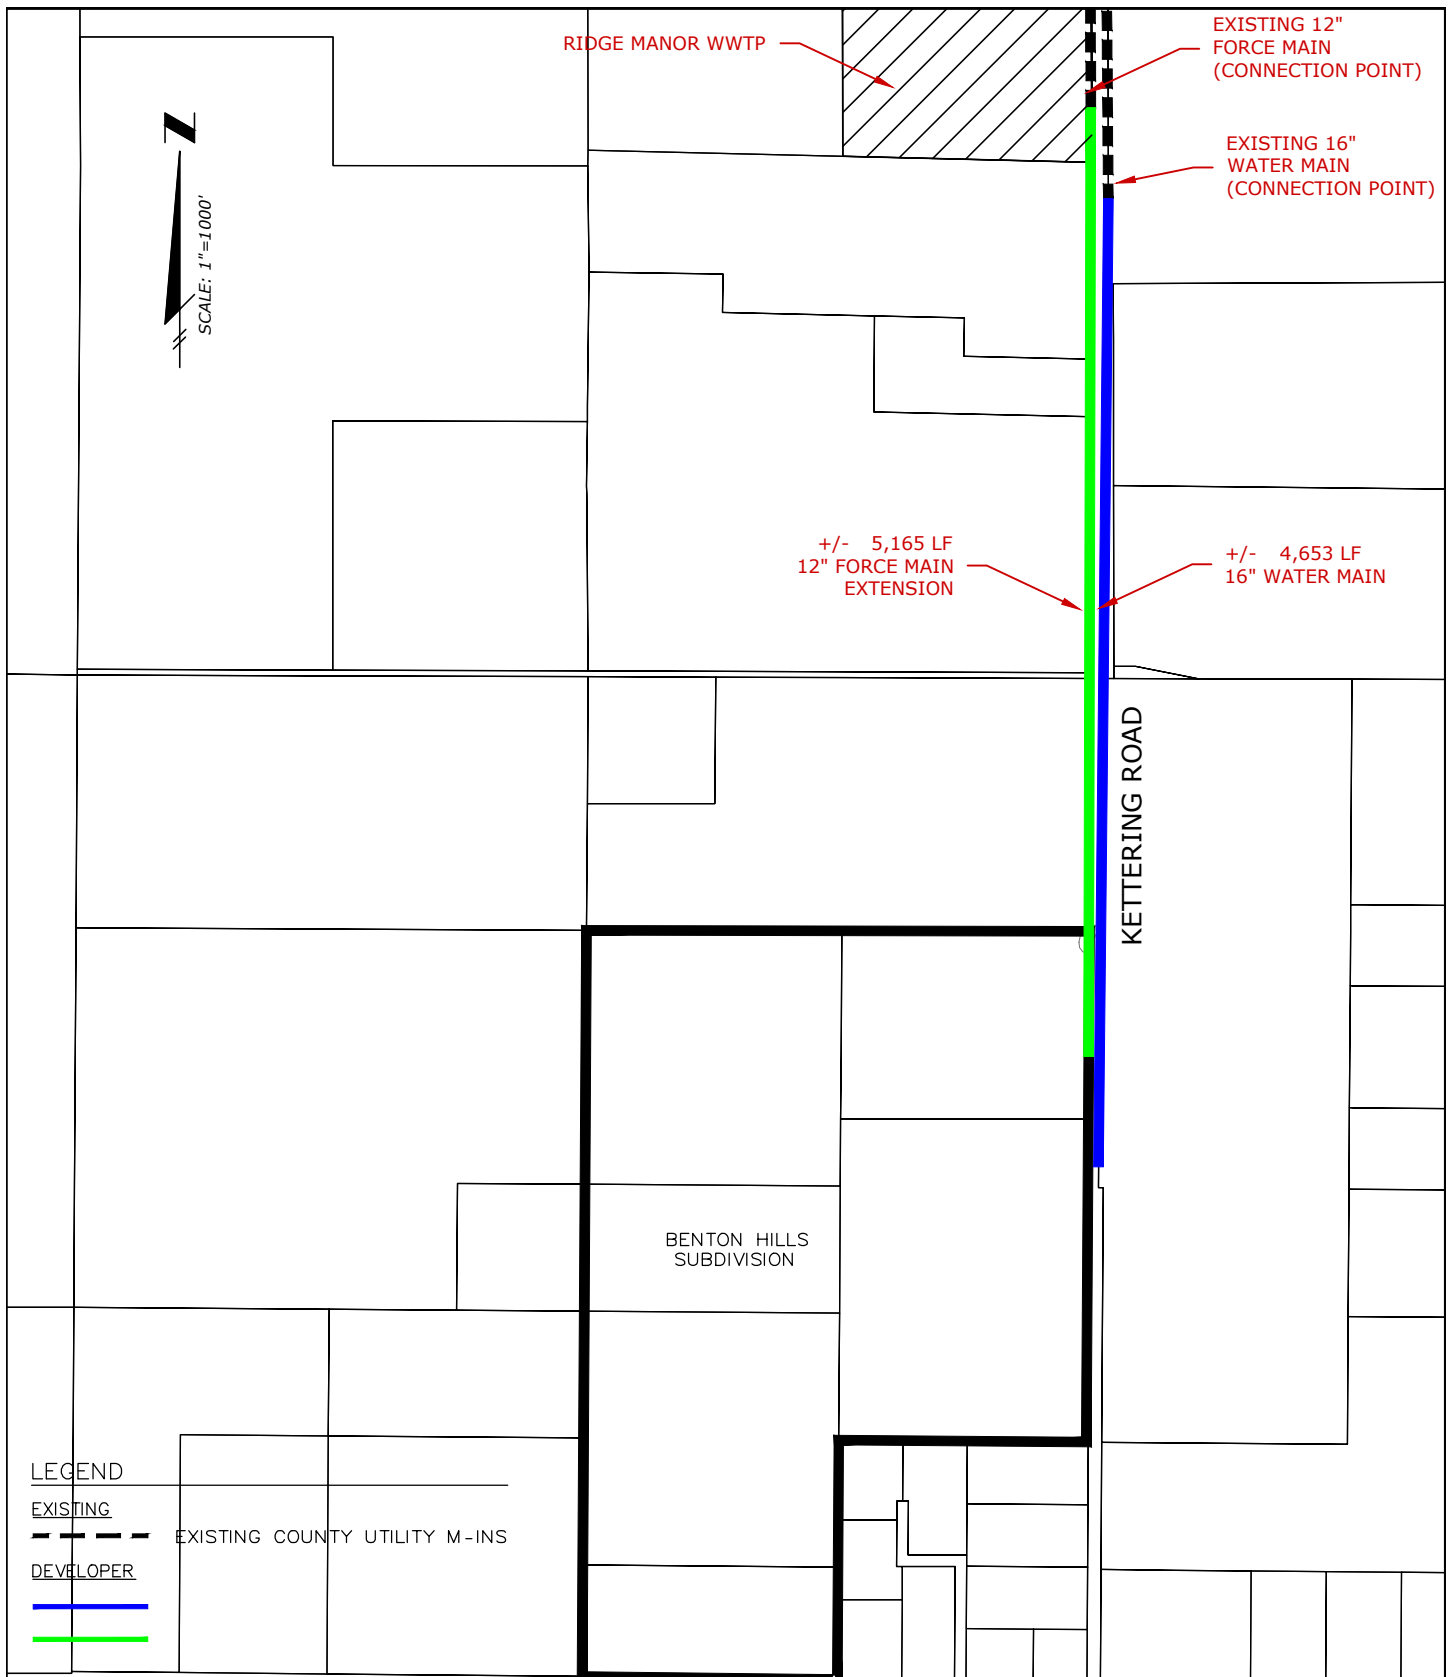 RIDGE MANOR WWTP
EXISTING 12"
FORCE MAIN
(CONNECTION POINT)
EXISTING 16"
WATER MAIN
(CONNECTION POINT)
N
SCALE: 1"=1000'
+/- 5,165 LF
12" FORCE MAIN
EXTENSION
+/- 4,653 LF
16" WATER MAIN
KETTERING ROAD
BENTON HILLS
SUBDIVISION
LEGEND
EXISTING
EXISTING COUNTY UTILITY M-INS
DEVELOPER